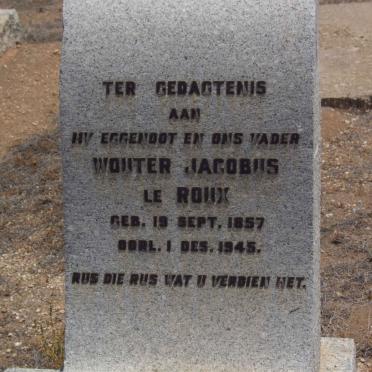 TER GEDAGTENIS
AAN
MY EGGENOOT EN ONS VADER
WOUTER JACOBUS
LE ROUX
GEB. 19 SEPT. 1857
OORL. 1 DES. 1945.
RUS DIE RUS WAT U VERDIEN HET.